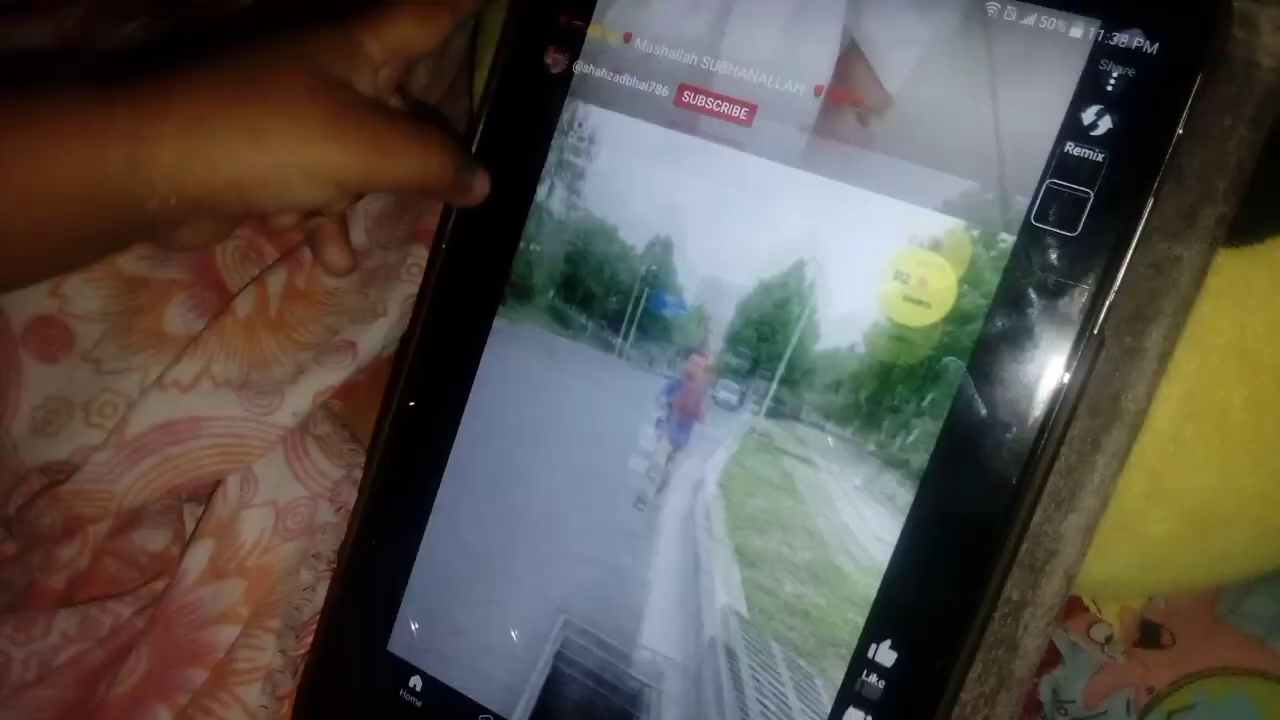 50% 11:38 PM
Mashallah SUBHANALLAH
@shahzadbhai786 SUBSCRIBE
Share
Remix
Like
Home